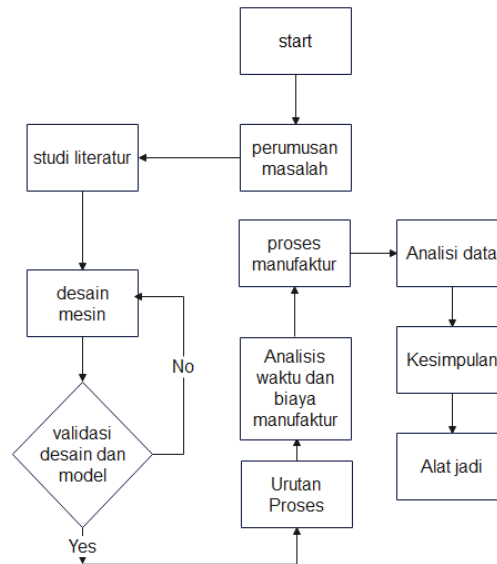 start
perumusan
masalah
studi literatur
desain
mesin
No
validasi
desain dan
model
Yes
Urutan
Proses
Analisis
waktu dan
biaya
manufaktur
proses
manufaktur
Analisi data
Kesimpulan
Alat jadi